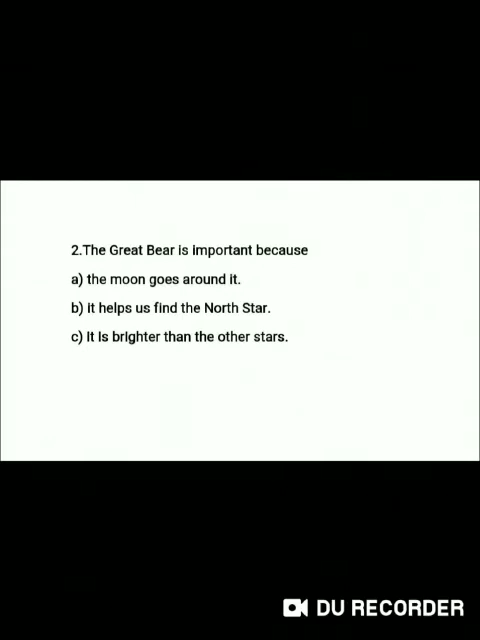 2.The Great Bear is important because
a) the moon goes around it.
b) it helps us find the North Star.
c) it is brighter than the other stars.
DU RECORDER